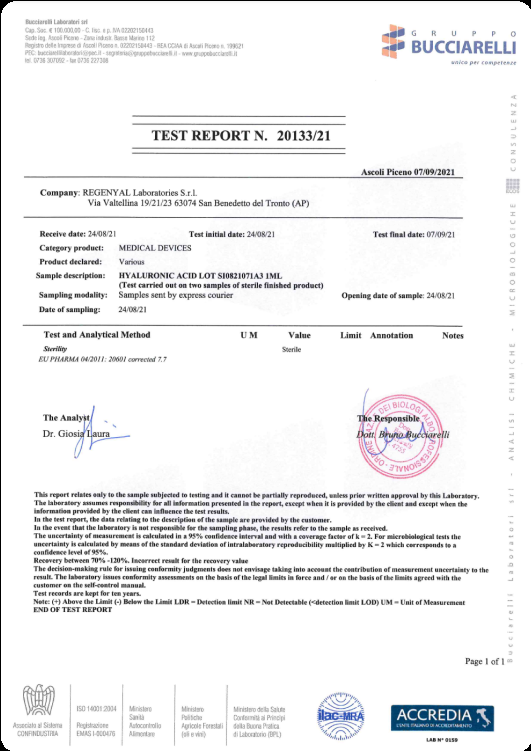 Bucciarelli Laboratori srl
Cap. Soc. € 100.000,00 - C. fisc. e p. IVA 02202150443
Sede leg. Ascoli Piceno - Zona Industr. Basso Marino 112
Registro delle Imprese di Ascoli Piceno n. 02202150443 - REA CCIAA di Ascoli Piceno n. 199621
tel. 0736 307092 - fax 0736 237388
GRUPPO
BUCCIARELLI
unica per competenze
TEST REPORT N. 20133/21
Ascoli Piceno 07/09/2021
Company: REGENYAL Laboratories S.r.l.
Via Valtellina 19/21/23 63074 San Benedetto del Tronto (AP)
Receive date: 24/08/21 Test initial date: 24/08/21 Test final date: 07/09/21
Category product: MEDICAL DEVICES
Product declared: Various
Sample description: HYALURONIC ACID LOT SI0821071A3 1ML
(Test carried out on two samples of sterile finished product)
Sampling modality: Samples sent by express courier Opening date of sample: 24/08/21
Date of sampling: 24/08/21
Test and Analytical Method U M Value Limit Annotation Notes
Sterility Sterile
EU PHARMA 04/2011: 20601 corrected 7.7
The Analyst The Responsible
Dr. Giosia Laura Dott. Bruno Bucciarelli
This report relates only to the sample subjected to testing and it cannot be partially reproduced, unless prior written approval by this Laboratory.
The laboratory assumes responsibility for all information presented in the report, except when it is provided by the client and except when the
information provided by the client can influence the test results.
In the test report, the data relating to the description of the sample are provided by the customer.
In the event that the laboratory is not responsible for the sampling phase, the results refer to the sample as received.
The uncertainty of measurement is calculated in a 95% confidence interval and with a coverage factor of k = 2. For microbiological tests the
uncertainty is calculated by means of the standard deviation of intralaboratory reproducibility multiplied by K = 2 which corresponds to a
confidence level of 95%.
Recovery between 70% -120%. Incorrect result for the recovery value
The decision-making rule for issuing conformity judgments does not envisage taking into account the contribution of measurement uncertainty to the
result. The laboratory issues conformity assessments on the basis of the legal limits in force and / or on the basis of the limits agreed with the
customer on the self-control manual.
Test records are kept for ten years.
Note: (+) Above the Limit (-) Below the Limit LDR = Detection limit NR = Not Detectable (<detection limit LOD) UM = Unit of Measurement
END OF TEST REPORT
Page 1 of 1
Bucciarelli Laboratori srl - ANALISI CHIMICHE - MICROBIOLOGICHE CONSULENZA
Associato al Sistema
CONFINDUSTRIA
ISO 14001:2004
Registrazione
EMAS I-000476
Ministero
Sanità
Autocontrollo
Alimentare
Ministero
Politiche
Agricole Forestali
(oli e vini)
Ministero della Salute
Conformità ai Principi
della Buona Pratica
di Laboratorio (BPL)
ilac-MRA
ACCREDIA
L'ENTE ITALIANO DI ACCREDITAMENTO
LAB N° 0159